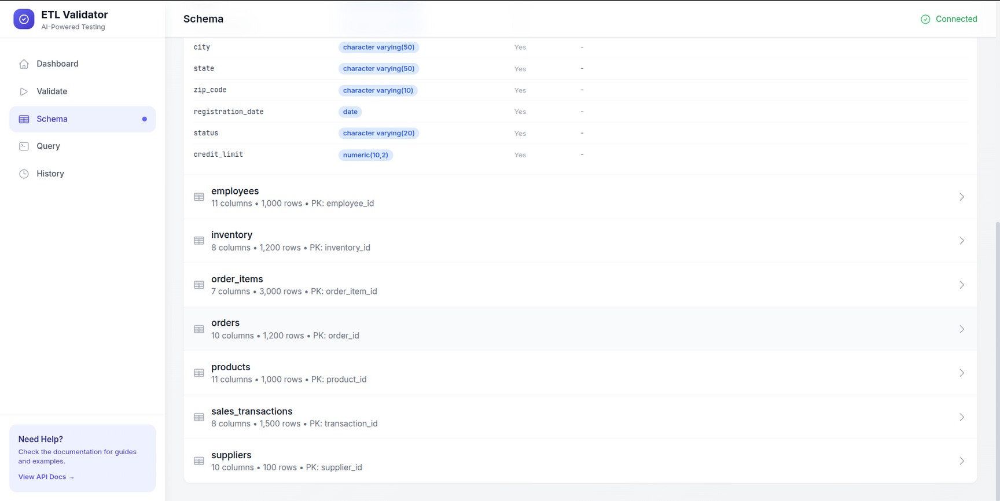 ETL Validator
AI-Powered Testing
Dashboard
Validate
Schema
Query
History
Need Help?
Check the documentation for guides
and examples.
View API Docs →
Schema
Connected
city character varying(50) Yes -
state character varying(50) Yes -
zip_code character varying(10) Yes -
registration_date date Yes -
status character varying(20) Yes -
credit_limit numeric(10,2) Yes -
employees
11 columns • 1,000 rows • PK: employee_id
inventory
8 columns • 1,200 rows • PK: inventory_id
order_items
7 columns • 3,000 rows • PK: order_item_id
orders
10 columns • 1,200 rows • PK: order_id
products
11 columns • 1,000 rows • PK: product_id
sales_transactions
8 columns • 1,500 rows • PK: transaction_id
suppliers
10 columns • 100 rows • PK: supplier_id